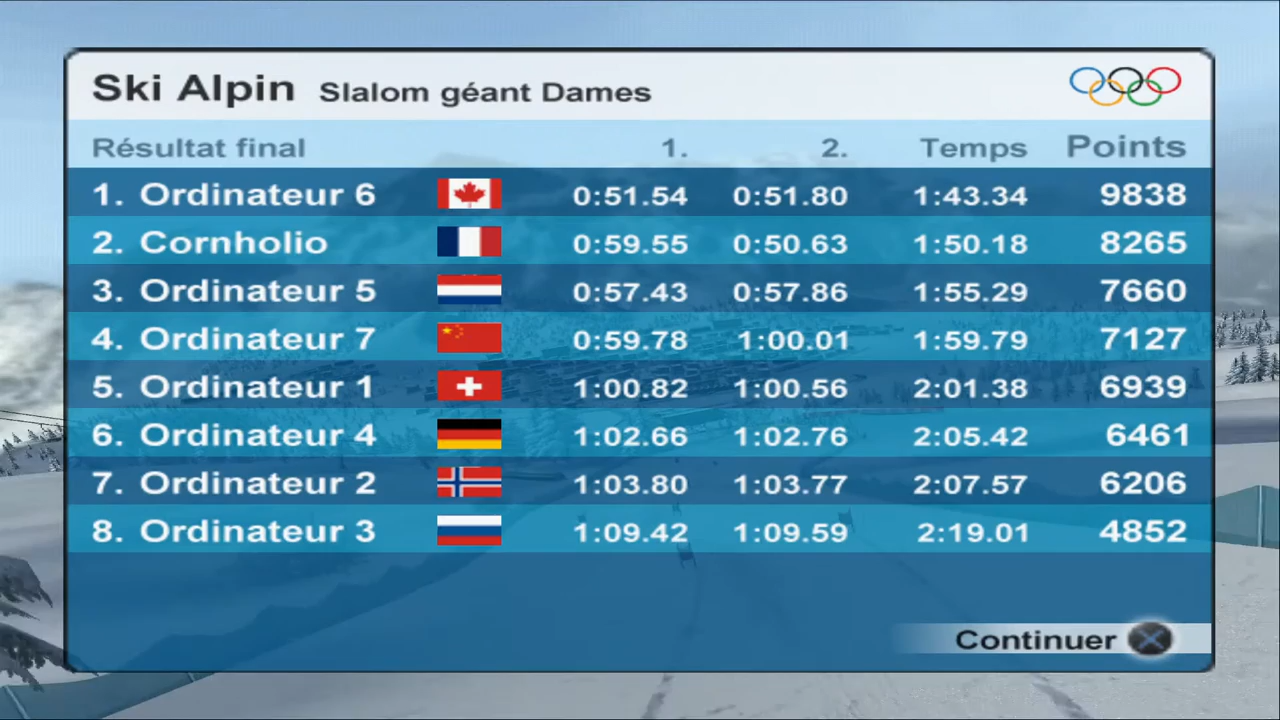 Ski Alpin Slalom géant Dames
Résultat final 1. 2. Temps Points
1. Ordinateur 6 0:51.54 0:51.80 1:43.34 9838
2. Cornholio 0:59.55 0:50.63 1:50.18 8265
3. Ordinateur 5 0:57.43 0:57.86 1:55.29 7660
4. Ordinateur 7 0:59.78 1:00.01 1:59.79 7127
5. Ordinateur 1 1:00.82 1:00.56 2:01.38 6939
6. Ordinateur 4 1:02.66 1:02.76 2:05.42 6461
7. Ordinateur 2 1:03.80 1:03.77 2:07.57 6206
8. Ordinateur 3 1:09.42 1:09.59 2:19.01 4852
Continuer